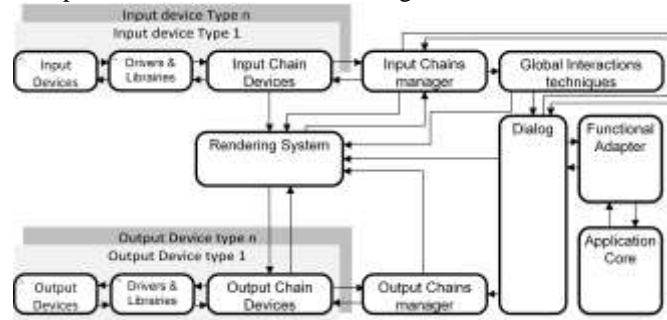 Input device Type n
Input device Type 1
Input
Devices
Drivers &
Librairies
Input Chain
Devices
Input Chains
manager
Global Interactions
techniques
Rendering System
Dialog
Functional
Adapter
Output Device type n
Output Device type 1
Application
Core
Output
Devices
Drivers &
Librairies
Output Chain
Devices
Output Chains
manager